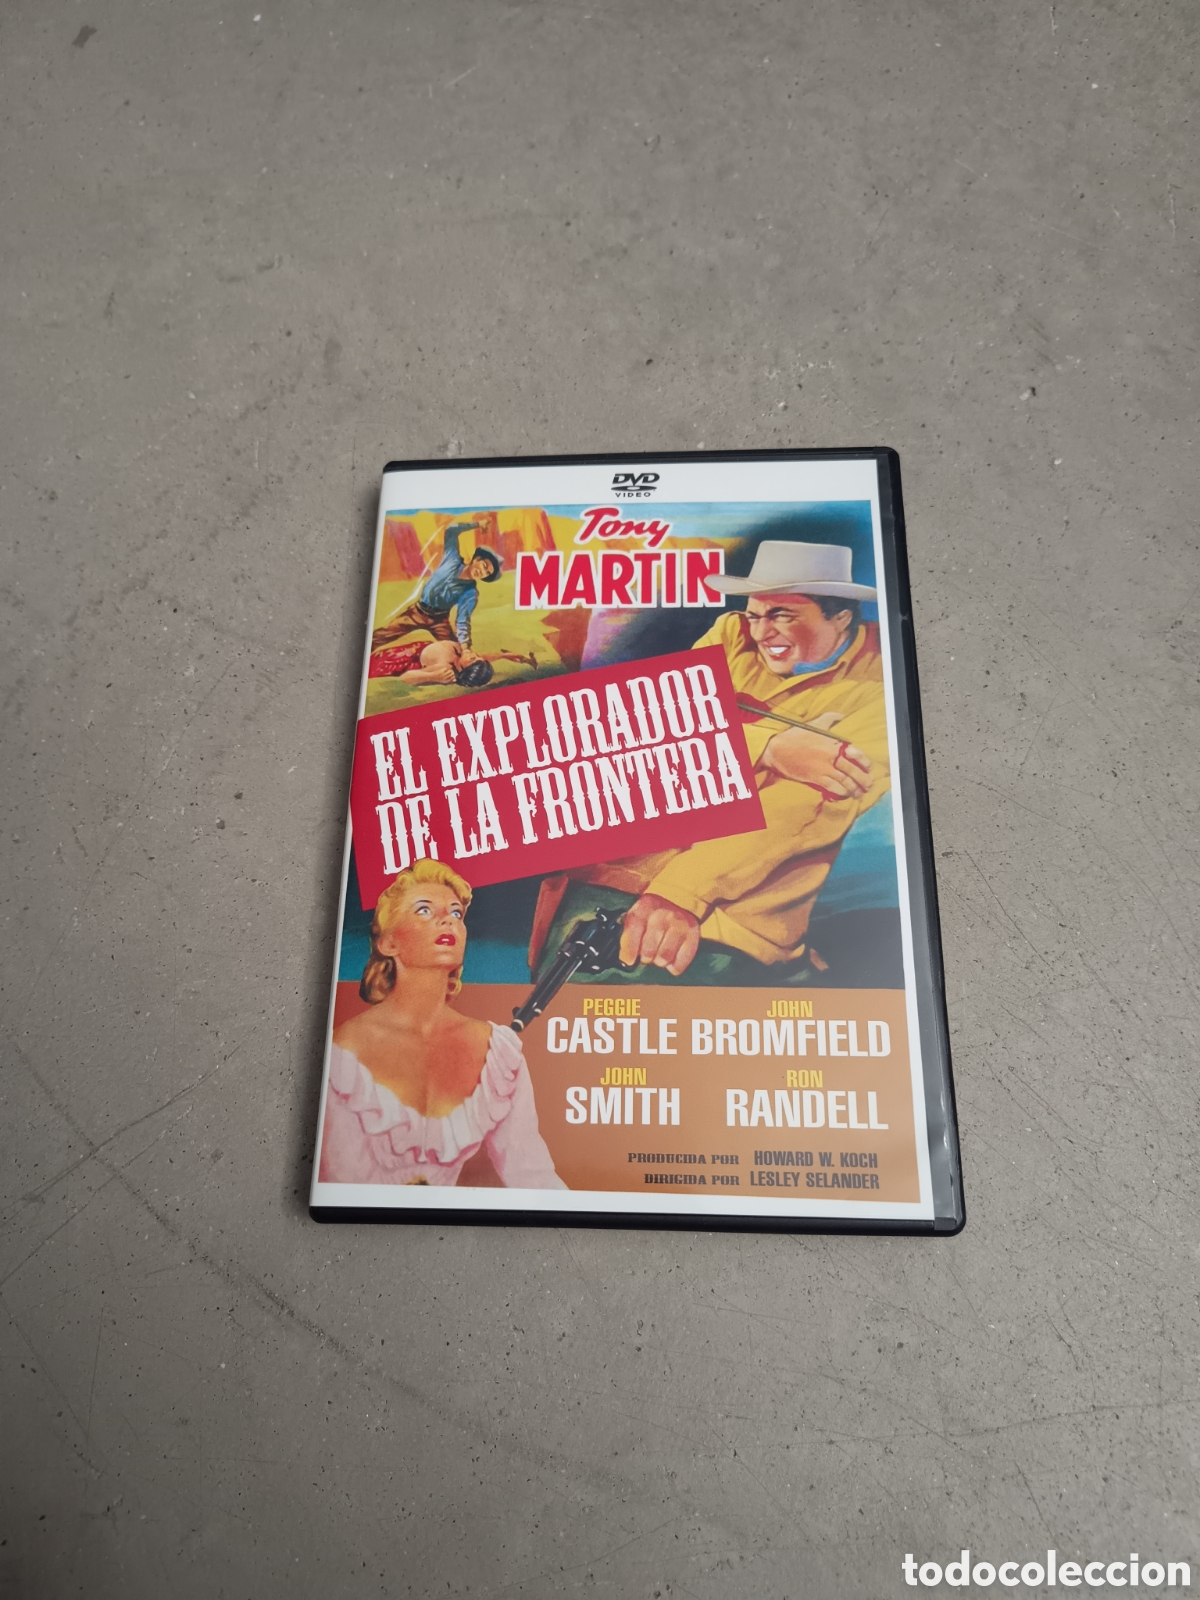 DVD
VIDEO
Tony
MARTIN
EL EXPLORADOR
DE LA FRONTERA
PEGGIE JOHN
CASTLE BROMFIELD
JOHN RON
SMITH RANDELL
PRODUCIDA POR HOWARD W. KOCH
DIRIGIDA POR LESLEY SELANDER
todocoleccion